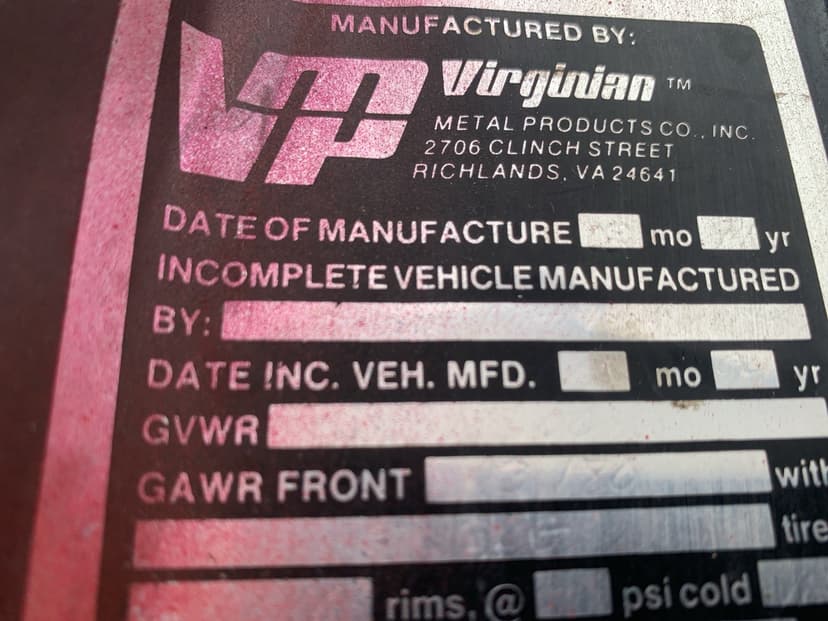 MANUFACTURED BY:
VMP Virginian ™
METAL PRODUCTS CO., INC.
2706 CLINCH STREET
RICHLANDS, VA 24641
DATE OF MANUFACTURE mo yr
INCOMPLETE VEHICLE MANUFACTURED
BY:
DATE INC. VEH. MFD. mo yr
GVWR
GAWR FRONT with
tire
rims, @ psi cold